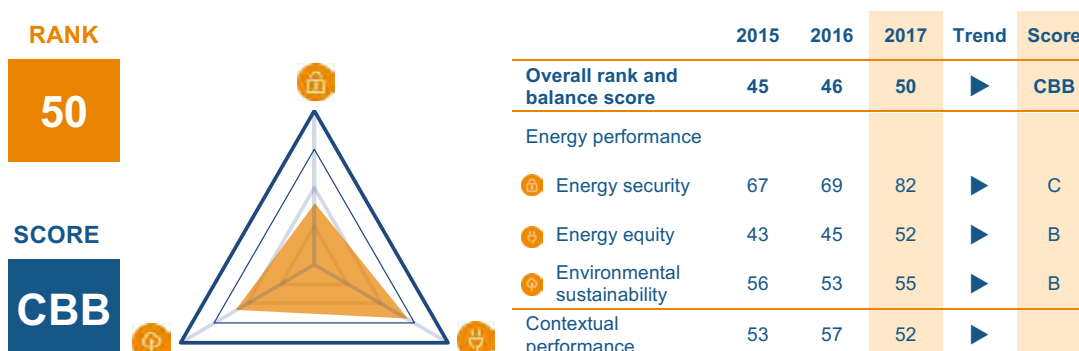 RANK
50
SCORE
CBB
2015 2016 2017 Trend Score
Overall rank and
balance score 45 46 50 CBB
Energy performance
Energy security 67 69 82 C
Energy equity 43 45 52 B
Environmental
sustainability 56 53 55 B
Contextual
performance 53 57 52